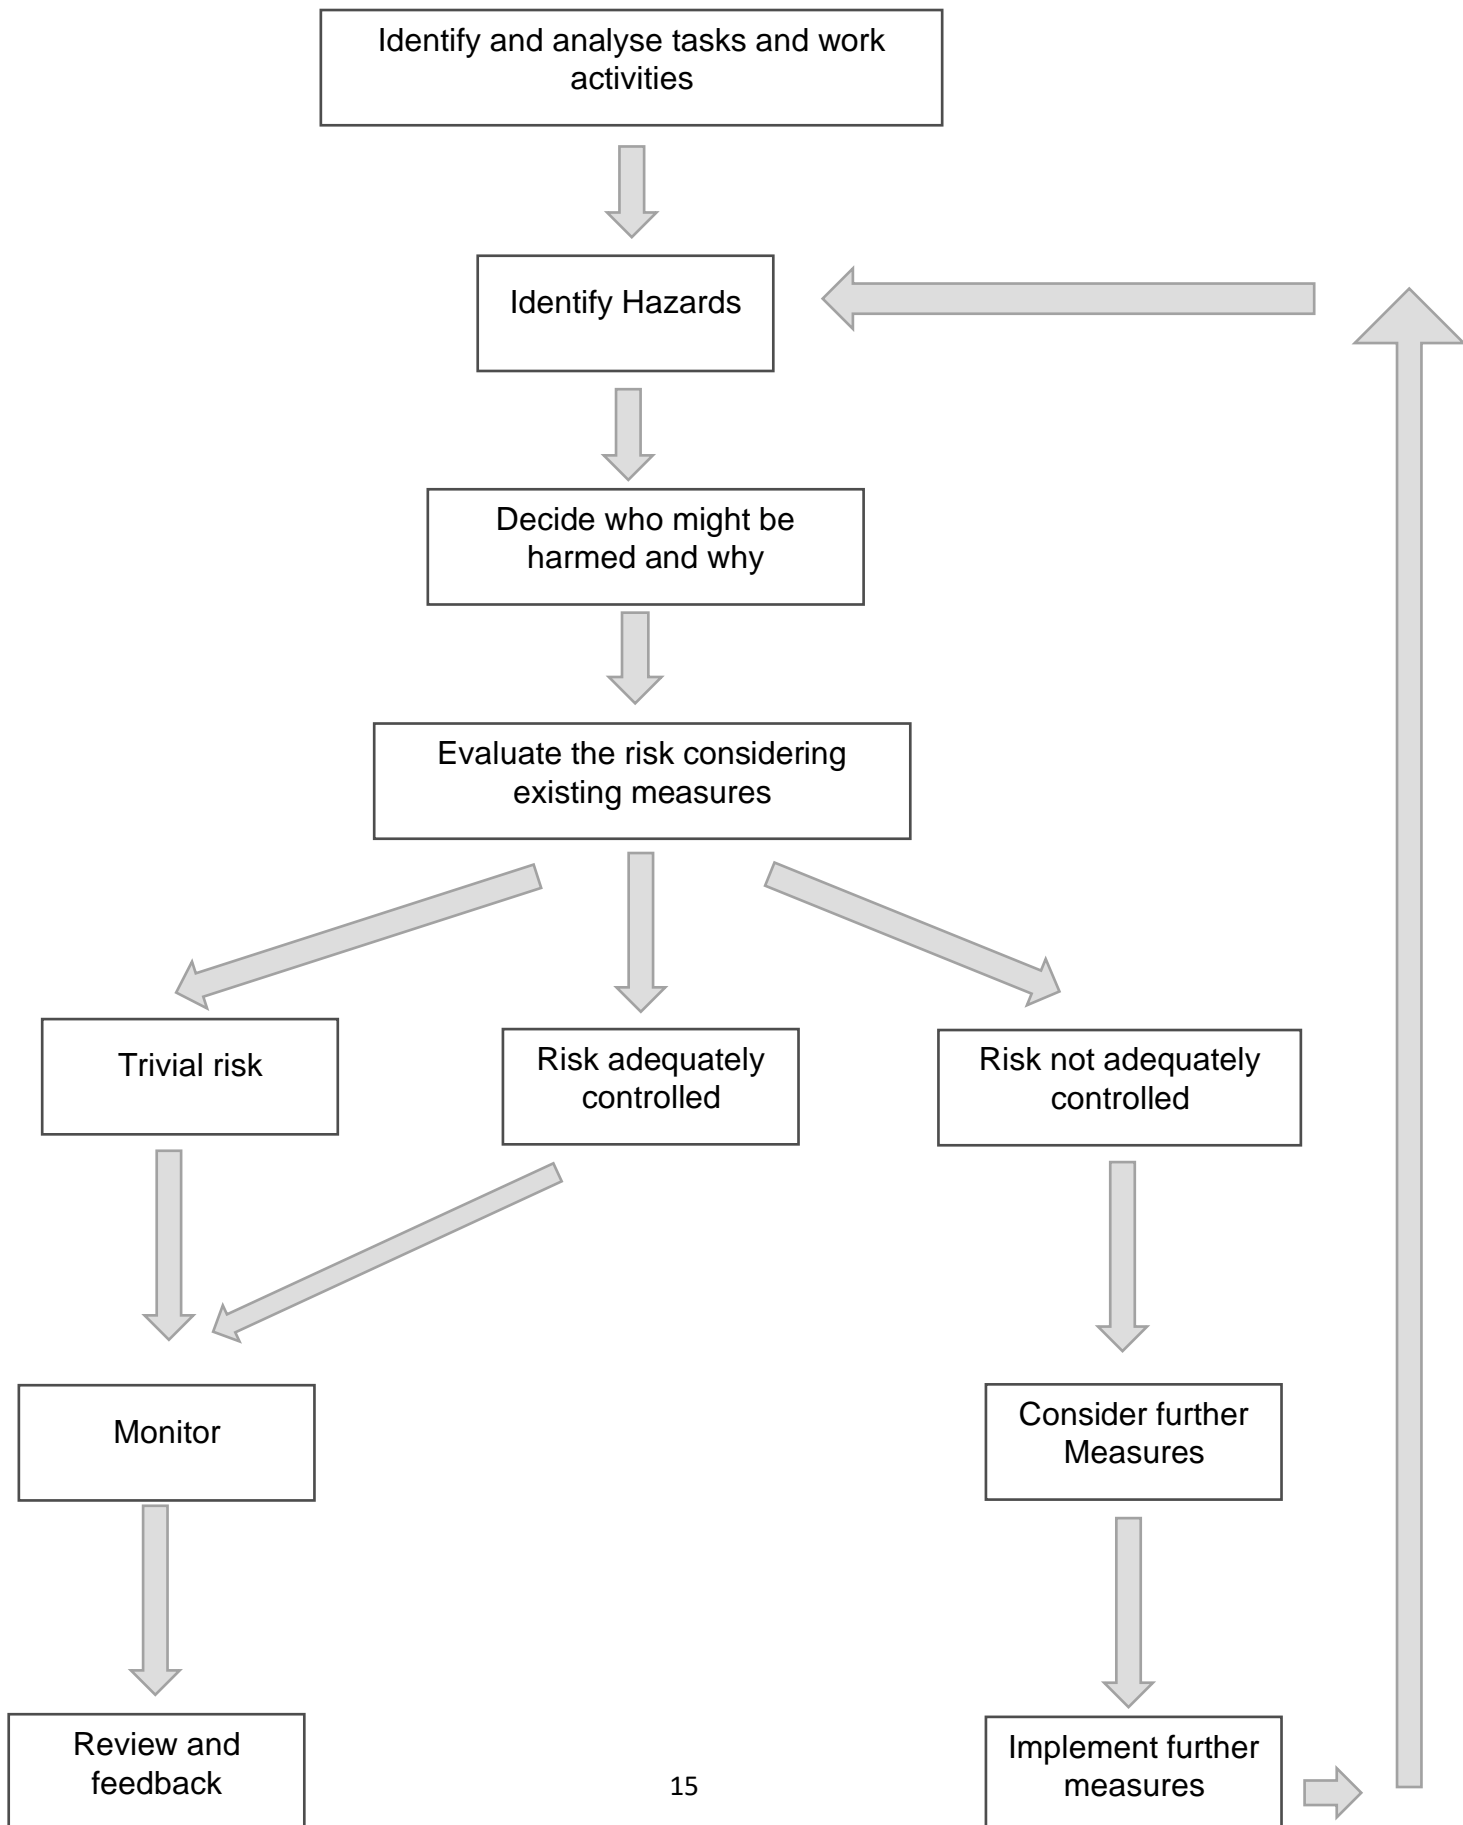 Identify and analyse tasks and work
activities
Identify Hazards
Decide who might be
harmed and why
Evaluate the risk considering
existing measures
Trivial risk
Risk adequately
controlled
Risk not adequately
controlled
Monitor
Consider further
Measures
Review and
feedback
15
Implement further
measures